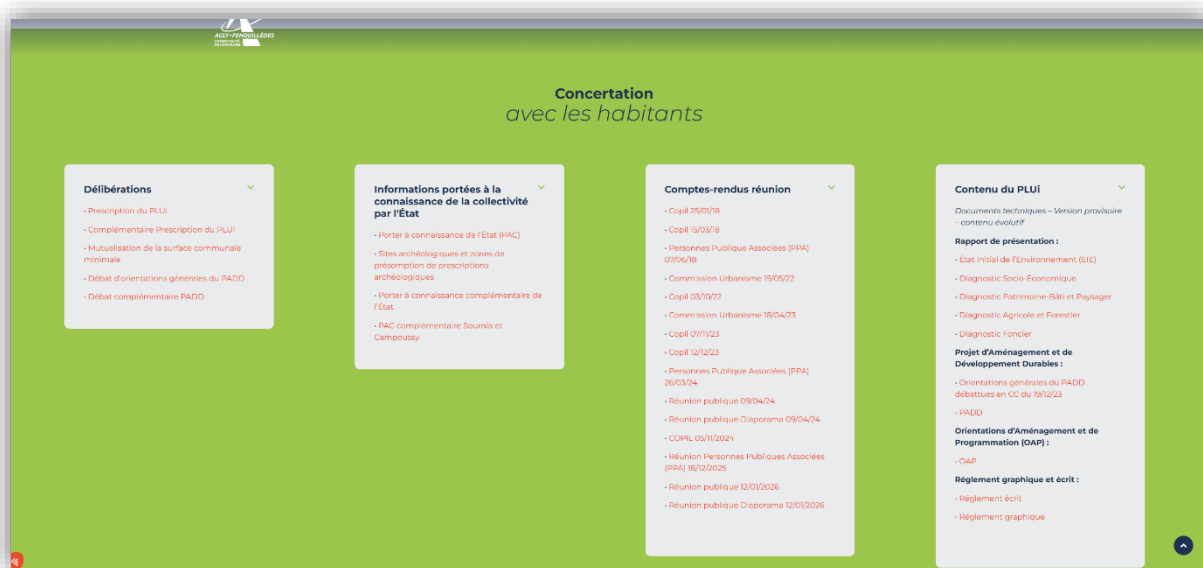 AGLY-FENOUILLÈDES
COMMUNAUTÉ
DE COMMUNES
Concertation
avec les habitants
Délibérations
• Prescription du PLUi
• Complémentaire Prescription du PLUi
• Mutualisation de la surface communale
minimale
• Débat d'orientations générales du PADD
• Débat complémentaire PADD
Informations portées à la
connaissance de la collectivité
par l'État
• Porter à connaissance de l'État (PAC)
• Sites archéologiques et zones de
présomption de prescriptions
archéologiques
• Porter à connaissance complémentaire de
l'État
• PAC complémentaire Sournia et
Campoussy
Comptes-rendus réunion
• Copil 25/01/18
• Copil 15/03/18
• Personnes Publique Associées (PPA)
07/06/18
• Commission Urbanisme 19/05/22
• Copil 03/10/22
• Commission Urbanisme 18/04/23
• Copil 07/11/23
• Copil 12/12/23
• Personnes Publique Associées (PPA)
26/03/24
• Réunion publique 09/04/24
• Réunion publique Diaporama 09/04/24
• COPIL 05/11/2024
• Réunion Personnes Publiques Associées
(PPA) 18/12/2025
• Réunion publique 12/01/2026
• Réunion publique Diaporama 12/01/2026
Contenu du PLUi
Documents techniques – Version provisoire
– contenu évolutif
Rapport de présentation :
• État Initial de l'Environnement (EIE)
• Diagnostic Socio-Économique
• Diagnostic Patrimoine-Bâti et Paysager
• Diagnostic Agricole et Forestier
• Diagnostic Foncier
Projet d'Aménagement et de
Développement Durables :
• Orientations générales du PADD
débattues en CC du 19/12/23
• PADD
Orientations d'Aménagement et de
Programmation (OAP) :
• OAP
Réglement graphique et écrit :
• Réglement écrit
• Réglement graphique